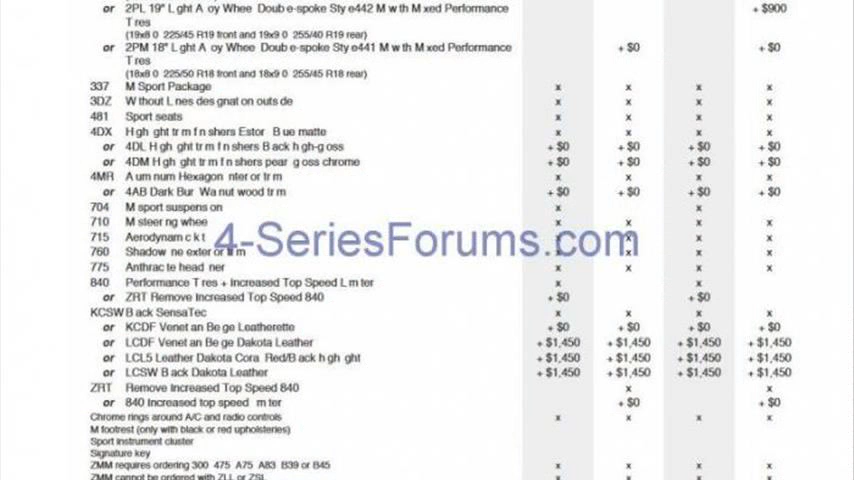 or 2PL 19" L ght A oy Whee Doub e-spoke Sty e442 M w th M xed Performance + $900
T res
(19x8 0 225/45 R19 front and 19x9 0 255/40 R19 rear)
or 2PM 18" L ght A oy Whee Doub e-spoke Sty e441 M w th M xed Performance + $0 + $0
T res
(18x8 0 225/50 R18 front and 18x9 0 255/45 R18 rear)
337 M Sport Package x x x x
3DZ W thout L nes des gnat on outs de x x x x
481 Sport seats x x x x
4DX H gh ght tr m f n shers Estor B ue matte x x x x
or 4DL H gh ght tr m f n shers B ack h gh-g oss + $0 + $0 + $0 + $0
or 4DM H gh ght tr m f n shers pear g oss chrome + $0 + $0 + $0 + $0
4MR A um num Hexagon nter or tr m x x x x
or 4AB Dark Bur Wa nut wood tr m + $0 + $0 + $0 + $0
704 M sport suspens on x x
710 M steer ng whee x x x x
715 Aerodynam c k t x x x x
4-SeriesForums.com
760 Shadow ne exter or tr m x x x x
775 Anthrac te head ner x x x x
840 Performance T res + Increased Top Speed L m ter x x
or ZRT Remove Increased Top Speed 840 + $0 + $0
KCSW B ack SensaTec x x x x
or KCDF Venet an Be ge Leatherette + $0 + $0 + $0 + $0
or LCDF Venet an Be ge Dakota Leather + $1,450 + $1,450 + $1,450 + $1,450
or LCL5 Leather Dakota Cora Red/B ack h gh ght + $1,450 + $1,450 + $1,450 + $1,450
or LCSW B ack Dakota Leather + $1,450 + $1,450 + $1,450 + $1,450
ZRT Remove Increased Top Speed 840 x x
or 840 Increased top speed m ter + $0 + $0
Chrome rings around A/C and radio controls x x x x
M footrest (only with black or red upholsteries)
Sport instrument cluster
Signature key
ZMM requires ordering 300 475 A75 A83 B39 or B45 x x x x
ZMM cannot be ordered with ZLL or ZSL x x x x